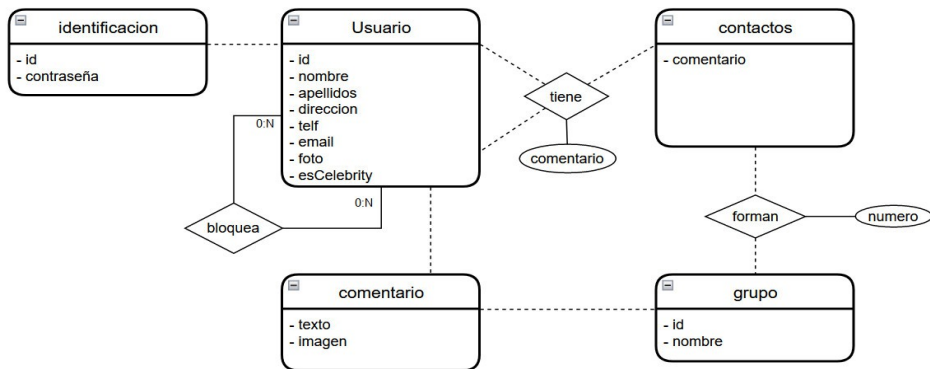 identificacion
- id
- contraseña
Usuario
- id
- nombre
- apellidos
- direccion
- telf
- email
- foto
- esCelebrity
contactos
- comentario
tiene
comentario
0:N
0:N
bloquea
forman
numero
comentario
- texto
- imagen
grupo
- id
- nombre